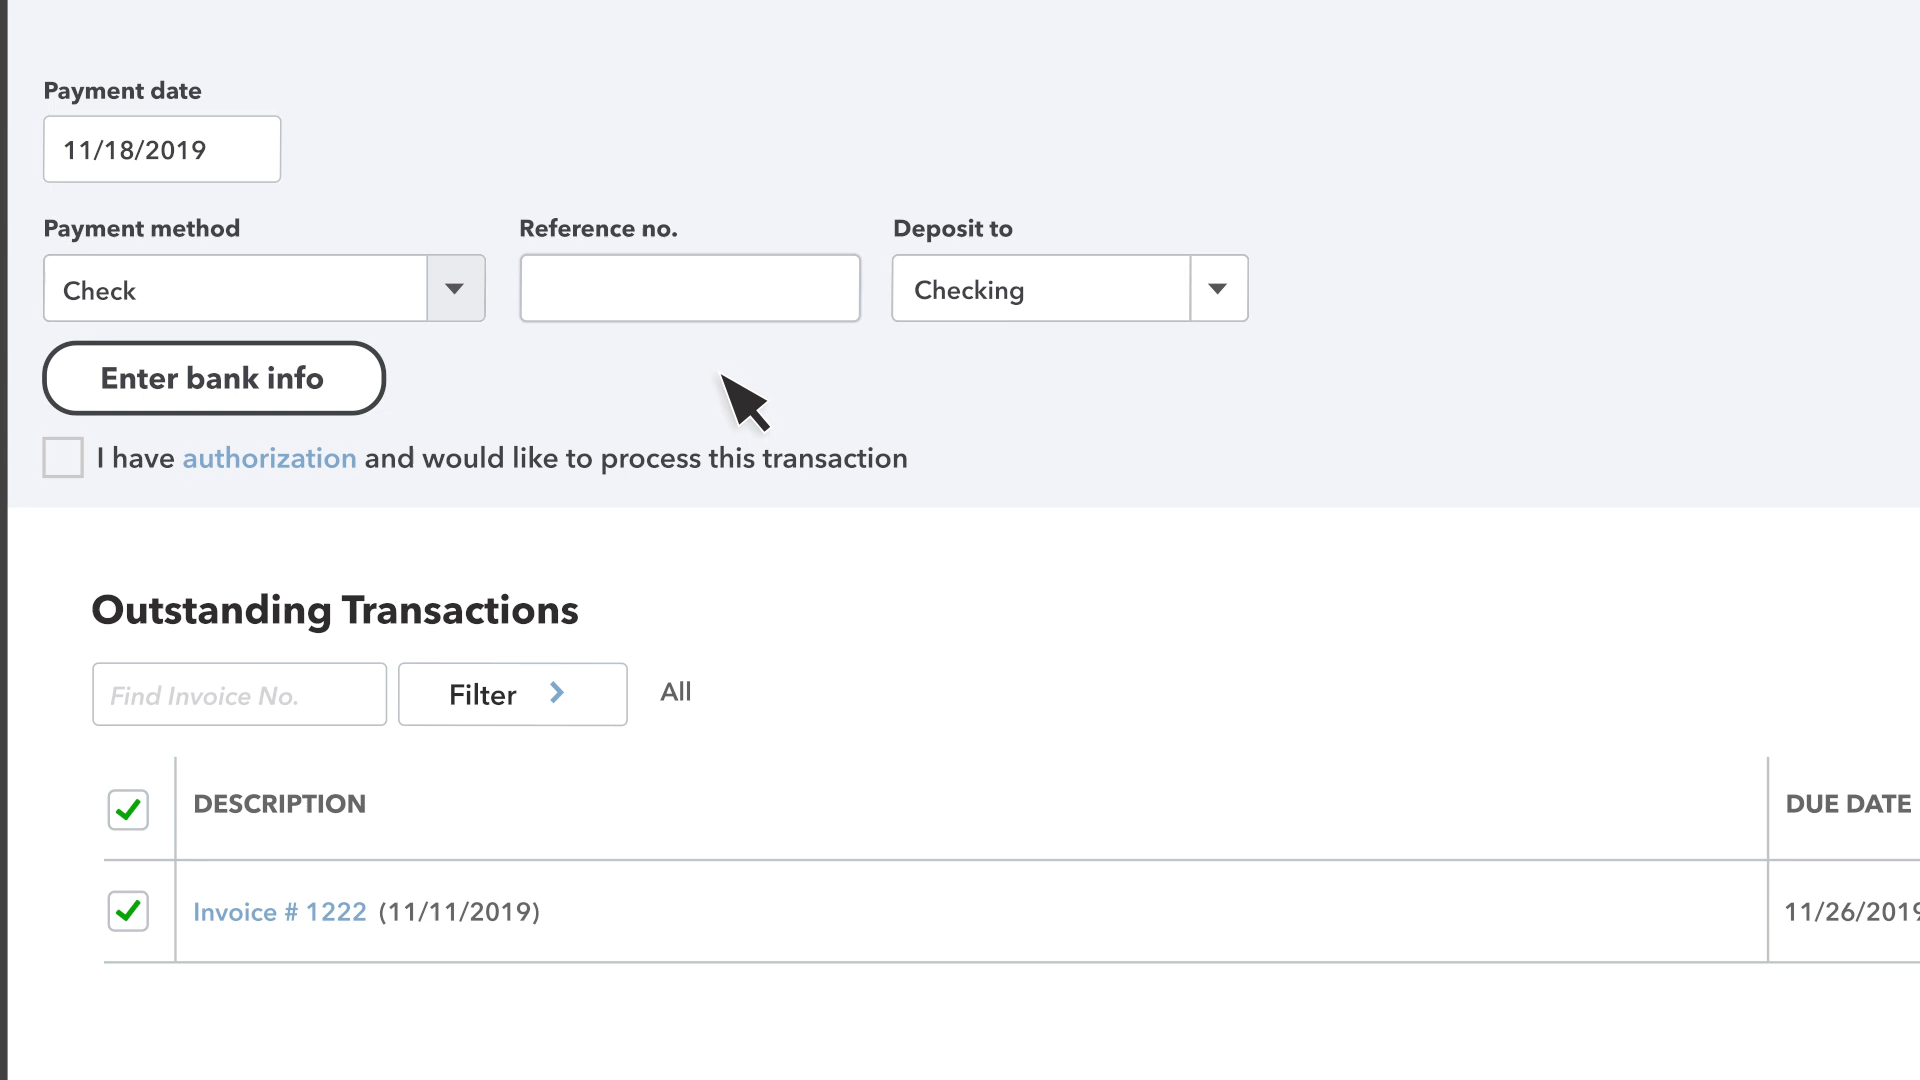 Payment date
11/18/2019
Payment method Reference no. Deposit to
Check Checking
Enter bank info
I have authorization and would like to process this transaction
Outstanding Transactions
Find Invoice No. Filter All
DESCRIPTION DUE DATE
Invoice # 1222 (11/11/2019) 11/26/2019